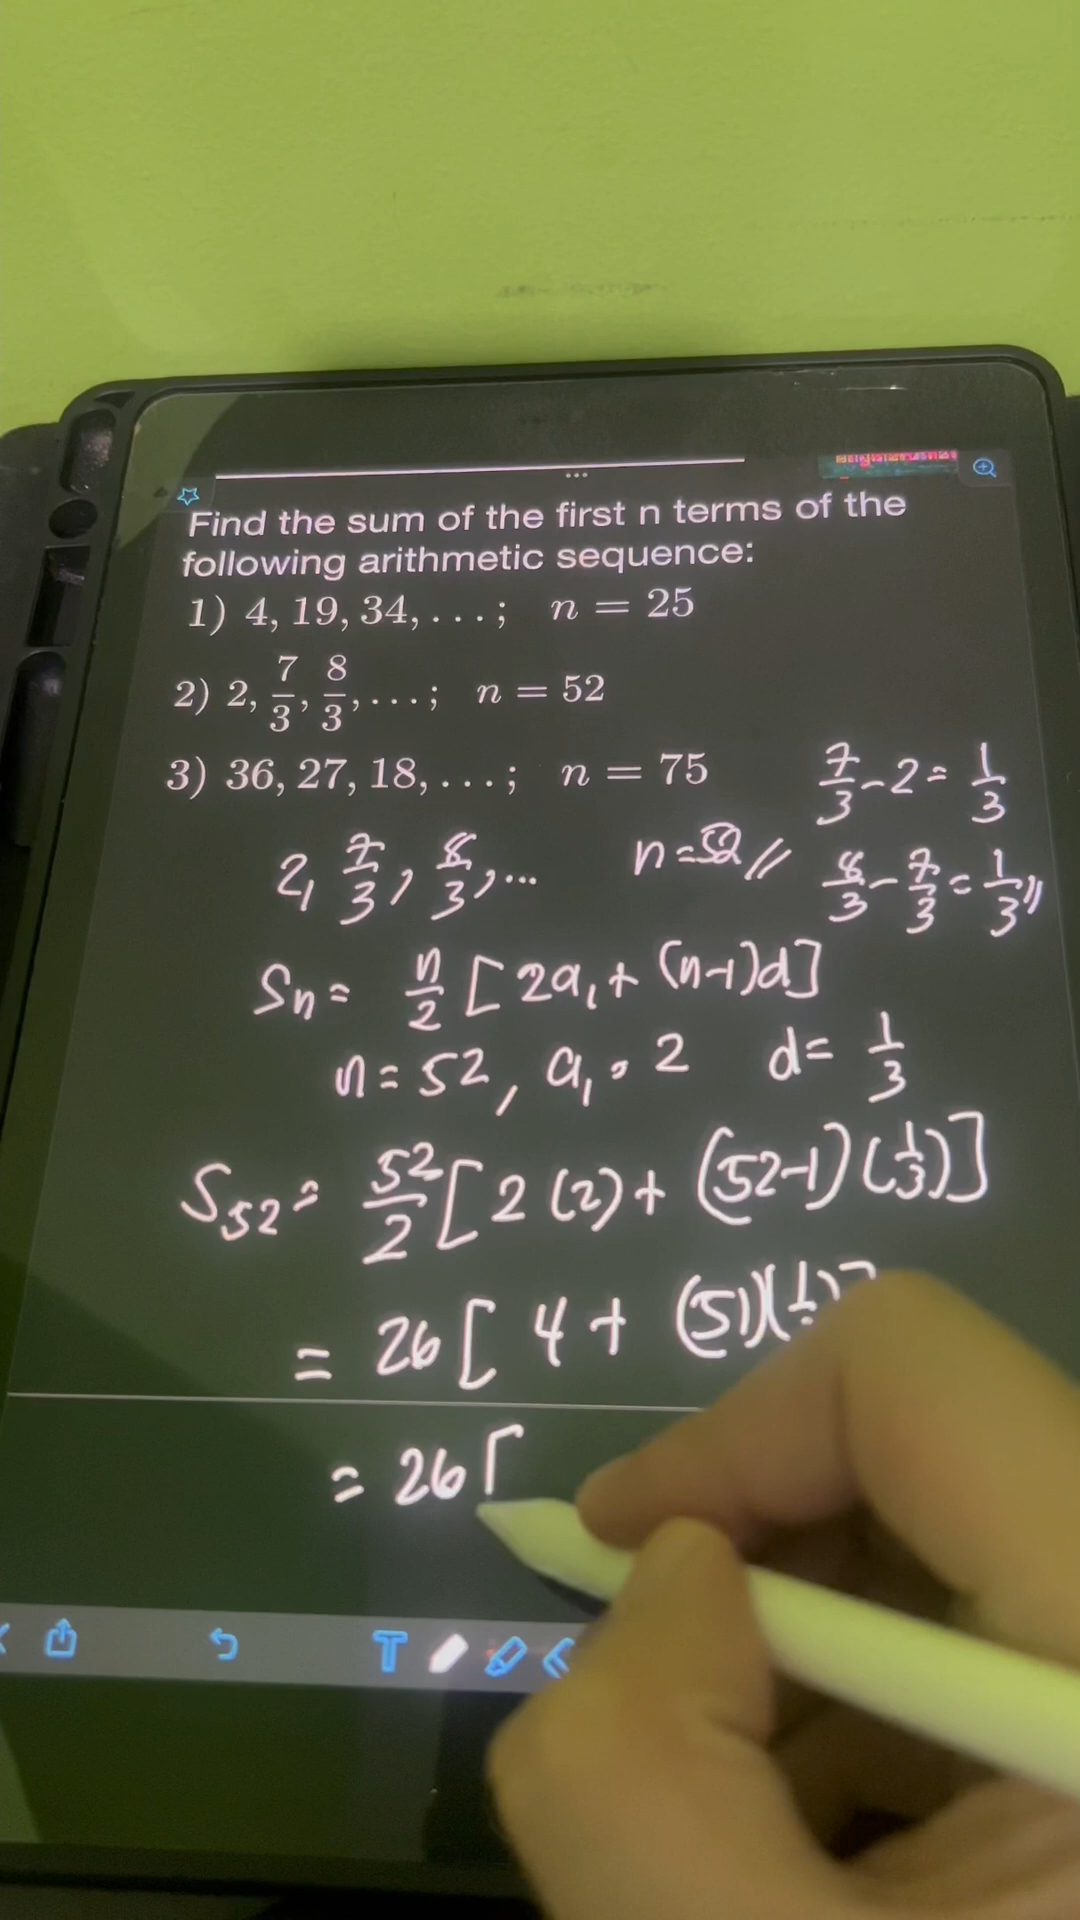 Find the sum of the first n terms of the
following arithmetic sequence:
1) 4, 19, 34, . . . ; n = 25
2) 2, 7/3, 8/3, . . . ; n = 52
3) 36, 27, 18, . . . ; n = 75
7/3 - 2 = 1/3
2, 7/3, 8/3, ... n = 52 //
8/3 - 7/3 = 1/3 //
Sn = n/2 [2a₁ + (n-1)d]
n = 52, a₁ = 2 d = 1/3
S₅₂ = 52/2 [2(2) + (52-1)(1/3)]
= 26 [4 + (51)(1
= 26 [
T